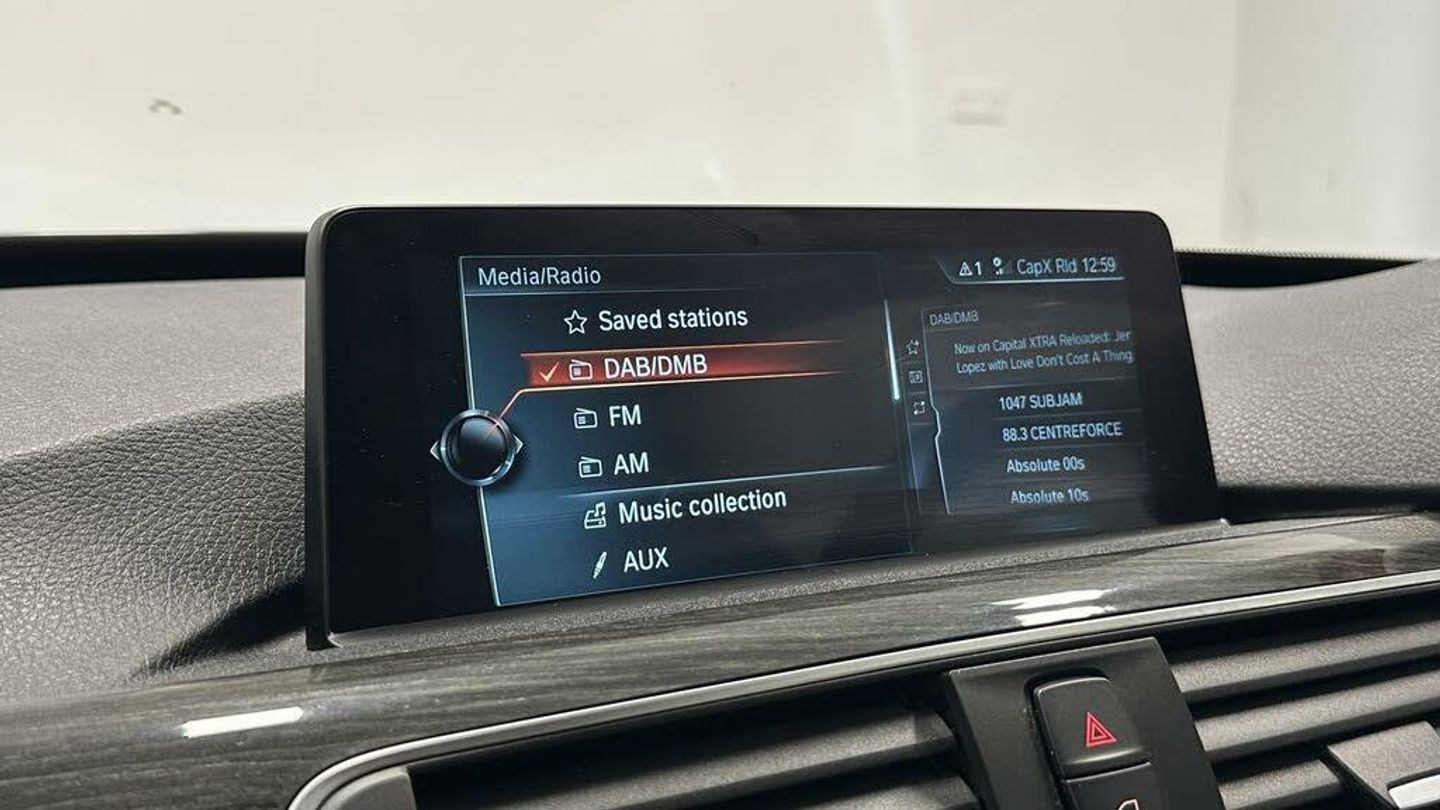 Media/Radio
1 CapX Rld 12:59
Saved stations
DAB/DMB
FM
AM
Music collection
AUX
DAB/DMB
Now on Capital XTRA Reloaded: Jer
Lopez with Love Don't Cost A Thing
1047 SUBJAM
88.3 CENTREFORCE
Absolute 00s
Absolute 10s